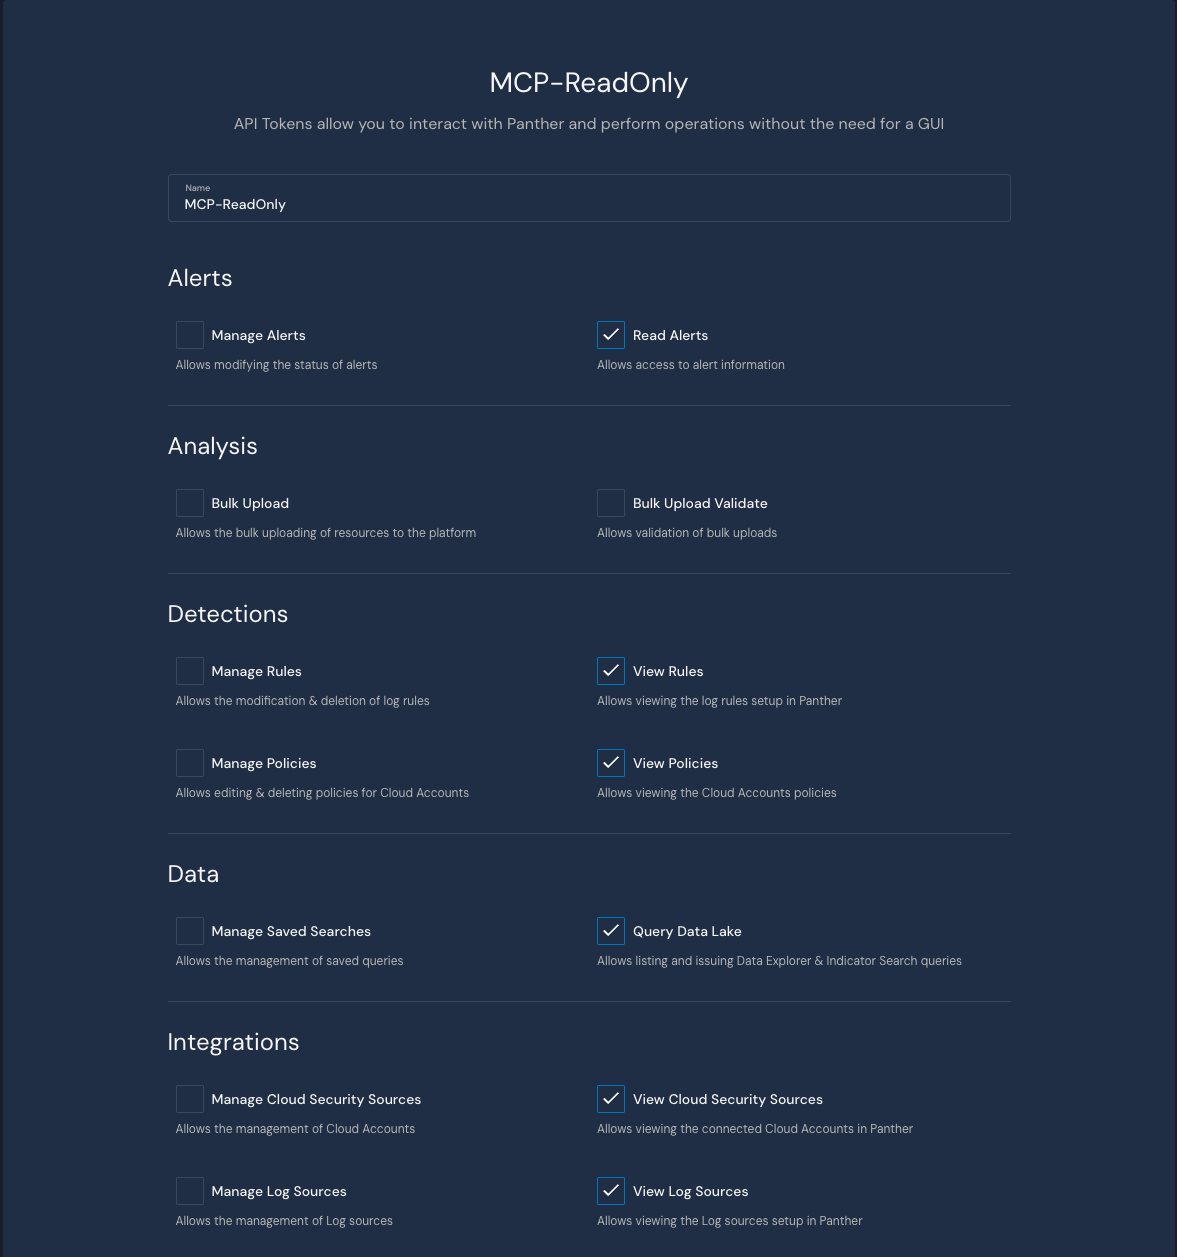 MCP-ReadOnly
API Tokens allow you to interact with Panther and perform operations without the need for a GUI
Name
MCP-ReadOnly
Alerts
Manage Alerts
Allows modifying the status of alerts
Read Alerts
Allows access to alert information
Analysis
Bulk Upload
Allows the bulk uploading of resources to the platform
Bulk Upload Validate
Allows validation of bulk uploads
Detections
Manage Rules
Allows the modification & deletion of log rules
View Rules
Allows viewing the log rules setup in Panther
Manage Policies
Allows editing & deleting policies for Cloud Accounts
View Policies
Allows viewing the Cloud Accounts policies
Data
Manage Saved Searches
Allows the management of saved queries
Query Data Lake
Allows listing and issuing Data Explorer & Indicator Search queries
Integrations
Manage Cloud Security Sources
Allows the management of Cloud Accounts
View Cloud Security Sources
Allows viewing the connected Cloud Accounts in Panther
Manage Log Sources
Allows the management of Log sources
View Log Sources
Allows viewing the Log sources setup in Panther